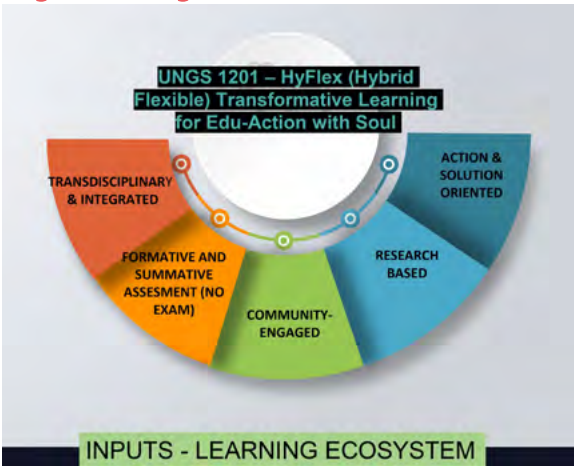 UNGS 1201 – HyFlex (Hybrid
Flexible) Transformative Learning
for Edu-Action with Soul
TRANSDISCIPLINARY
& INTEGRATED
FORMATIVE AND
SUMMATIVE
ASSESMENT (NO
EXAM)
COMMUNITY-
ENGAGED
RESEARCH
BASED
ACTION &
SOLUTION
ORIENTED
INPUTS - LEARNING ECOSYSTEM